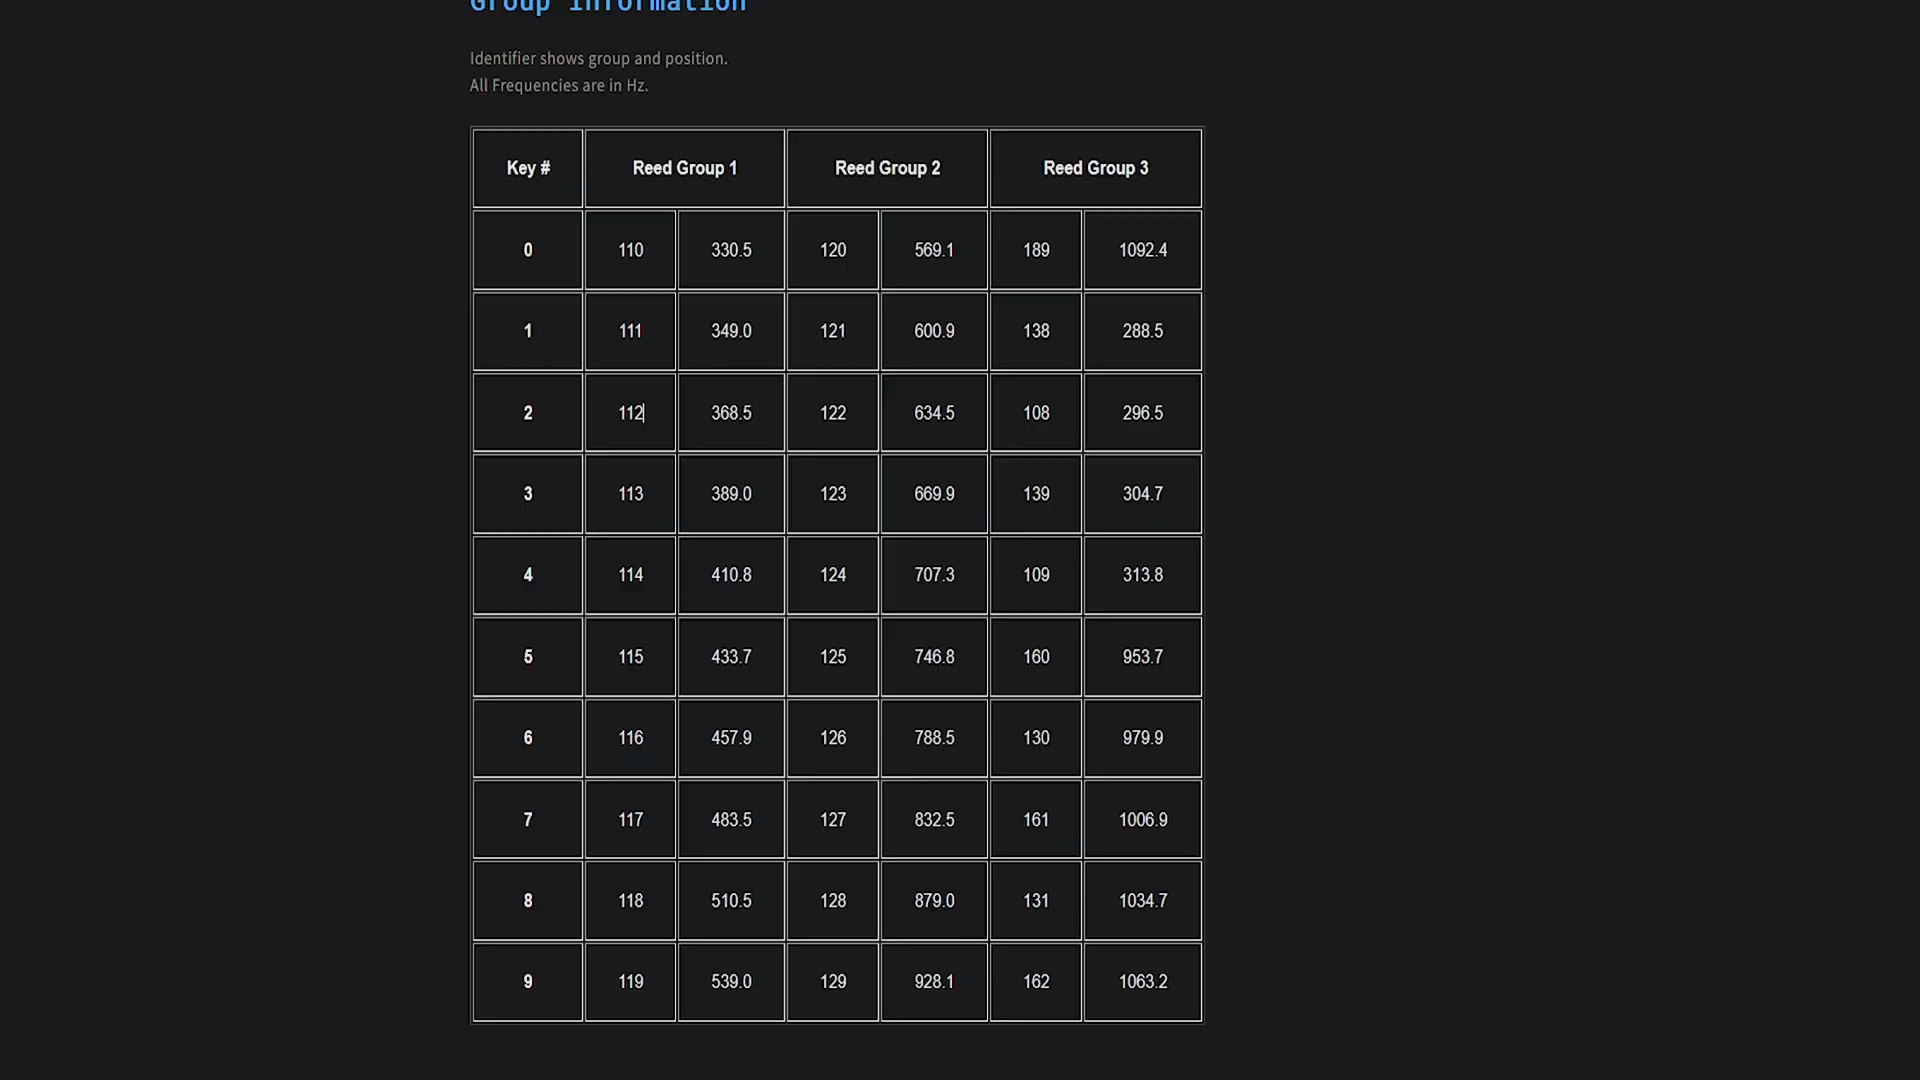 Group Information
Identifier shows group and position.
All Frequencies are in Hz.
Key # Reed Group 1 Reed Group 2 Reed Group 3
0 110 330.5 120 569.1 189 1092.4
1 111 349.0 121 600.9 138 288.5
2 112 368.5 122 634.5 108 296.5
3 113 389.0 123 669.9 139 304.7
4 114 410.8 124 707.3 109 313.8
5 115 433.7 125 746.8 160 953.7
6 116 457.9 126 788.5 130 979.9
7 117 483.5 127 832.5 161 1006.9
8 118 510.5 128 879.0 131 1034.7
9 119 539.0 129 928.1 162 1063.2